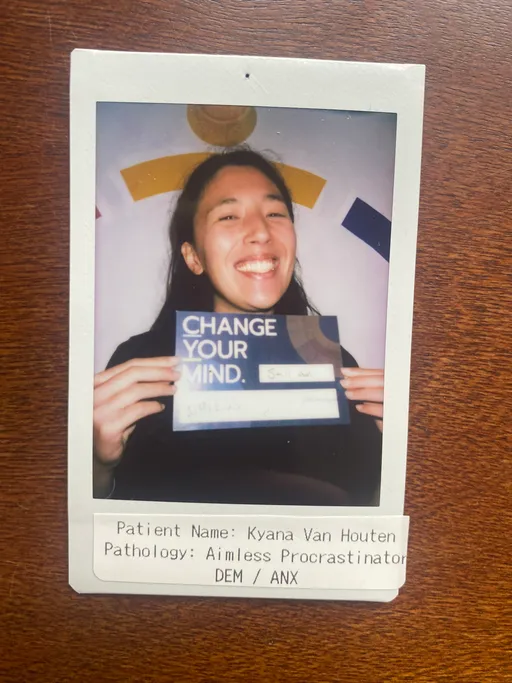 CHANGE
YOUR
MIND.
Patient Name: Kyana Van Houten
Pathology: Aimless Procrastinator
DEM / ANX